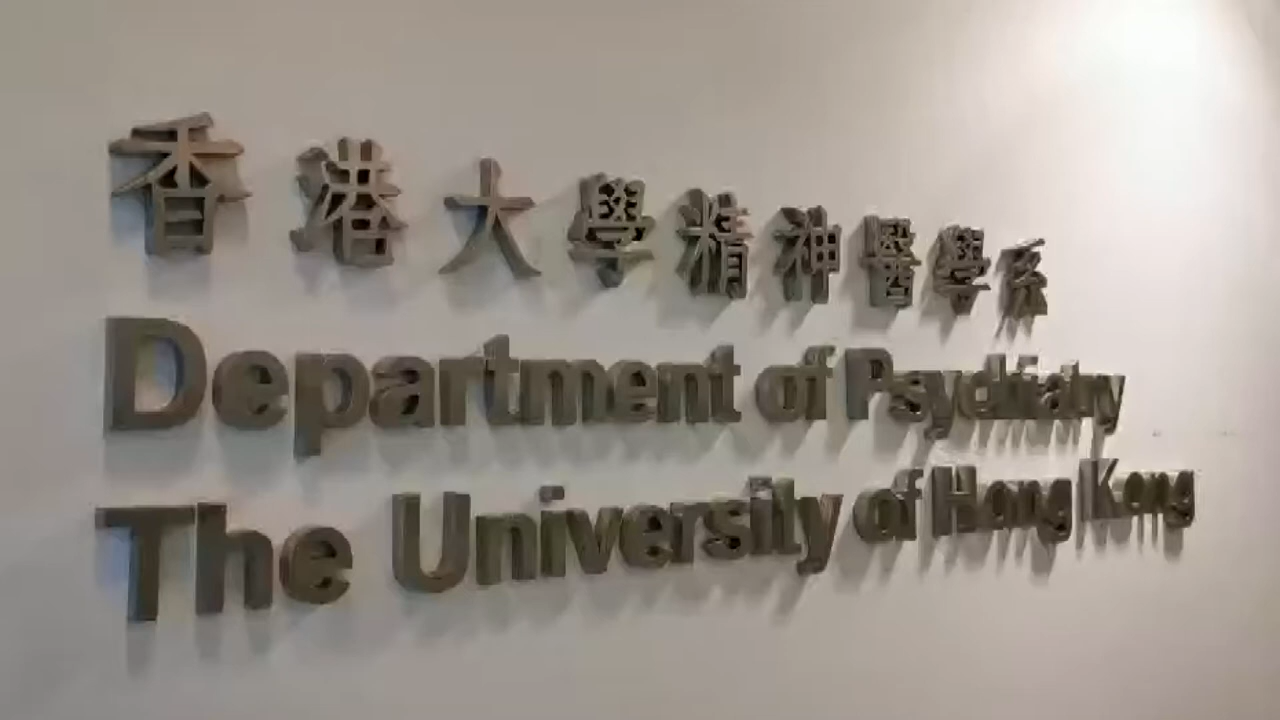 香港大學精神醫學系
Department of Psychiatry
The University of Hong Kong